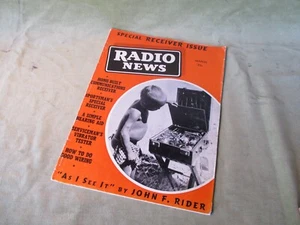 SPECIAL RECEIVER ISSUE
RADIO
NEWS
HOME-BUILT
COMMUNICATIONS
RECEIVER
SPORTSMAN'S
SPECIAL
RECEIVER
A SIMPLE
HEARING AID
SERVICEMAN'S
VIBRATOR
TESTER
HOW TO DO
GOOD WIRING
"AS I SEE IT" BY JOHN F. RIDER